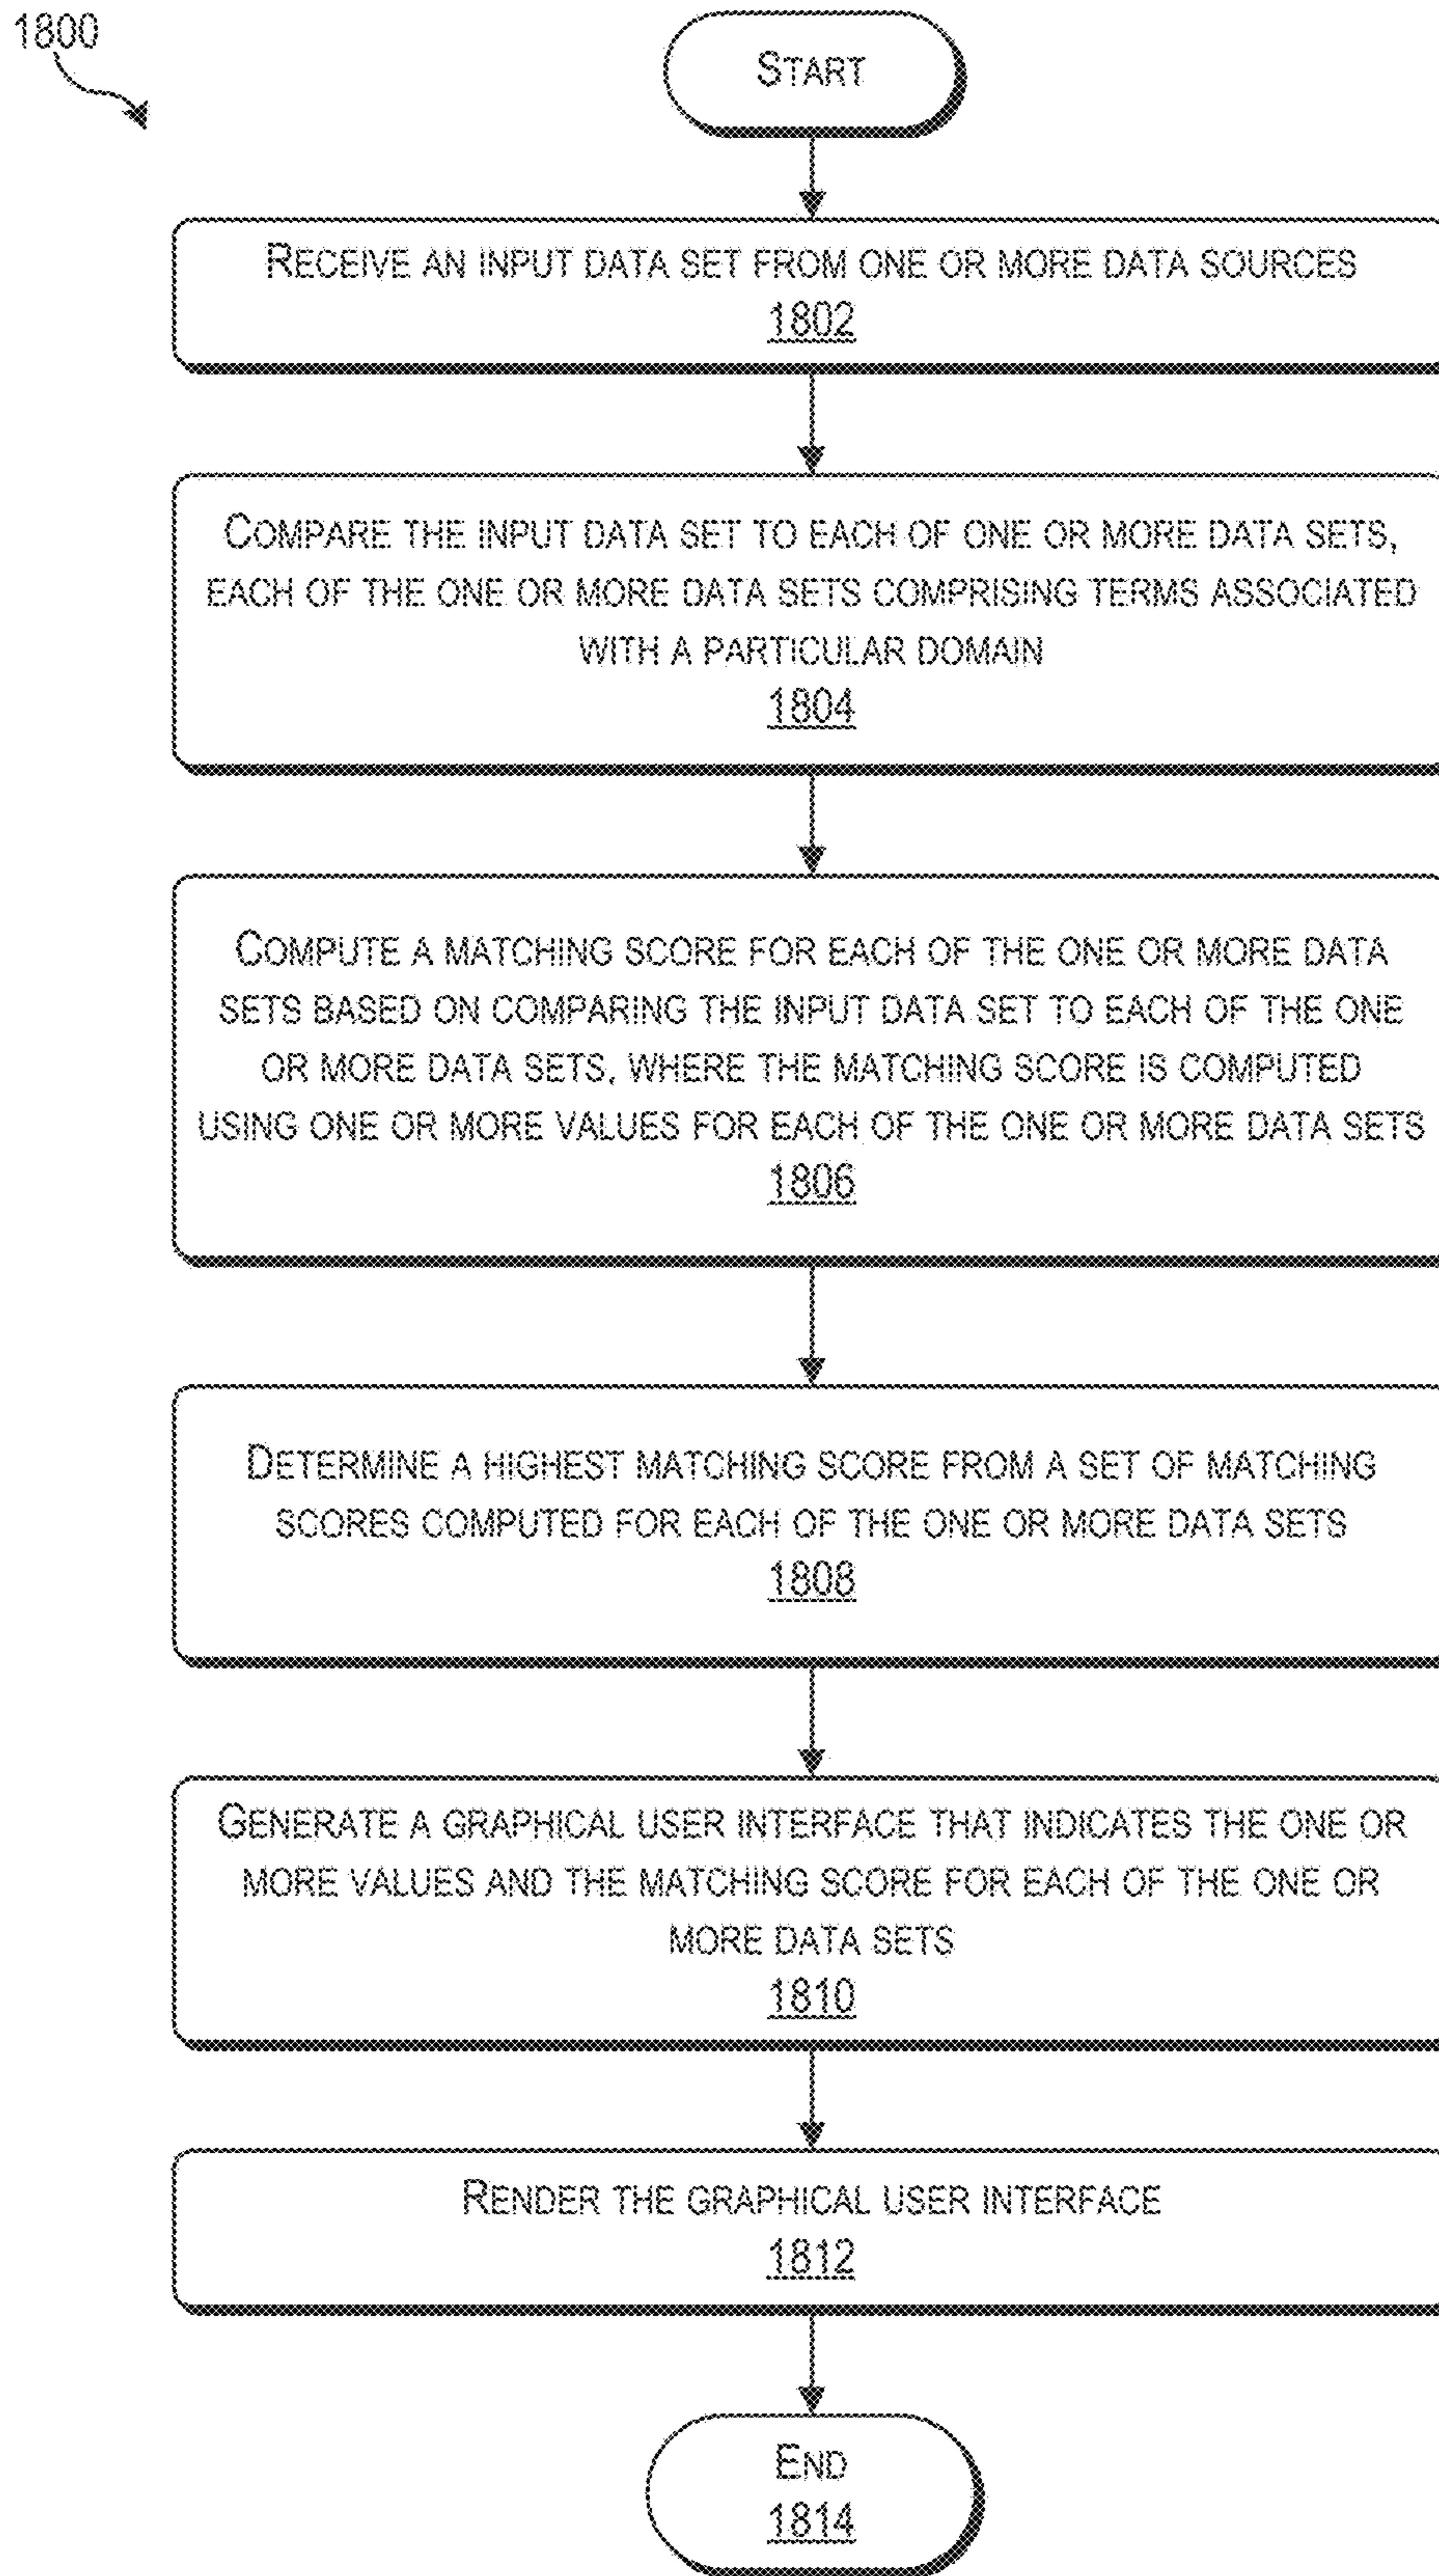 1800
START
RECEIVE AN INPUT DATA SET FROM ONE OR MORE DATA SOURCES
1802
COMPARE THE INPUT DATA SET TO EACH OF ONE OR MORE DATA SETS,
EACH OF THE ONE OR MORE DATA SETS COMPRISING TERMS ASSOCIATED
WITH A PARTICULAR DOMAIN
1804
COMPUTE A MATCHING SCORE FOR EACH OF THE ONE OR MORE DATA
SETS BASED ON COMPARING THE INPUT DATA SET TO EACH OF THE ONE
OR MORE DATA SETS, WHERE THE MATCHING SCORE IS COMPUTED
USING ONE OR MORE VALUES FOR EACH OF THE ONE OR MORE DATA SETS
1806
DETERMINE A HIGHEST MATCHING SCORE FROM A SET OF MATCHING
SCORES COMPUTED FOR EACH OF THE ONE OR MORE DATA SETS
1808
GENERATE A GRAPHICAL USER INTERFACE THAT INDICATES THE ONE OR
MORE VALUES AND THE MATCHING SCORE FOR EACH OF THE ONE OR
MORE DATA SETS
1810
RENDER THE GRAPHICAL USER INTERFACE
1812
END
1814